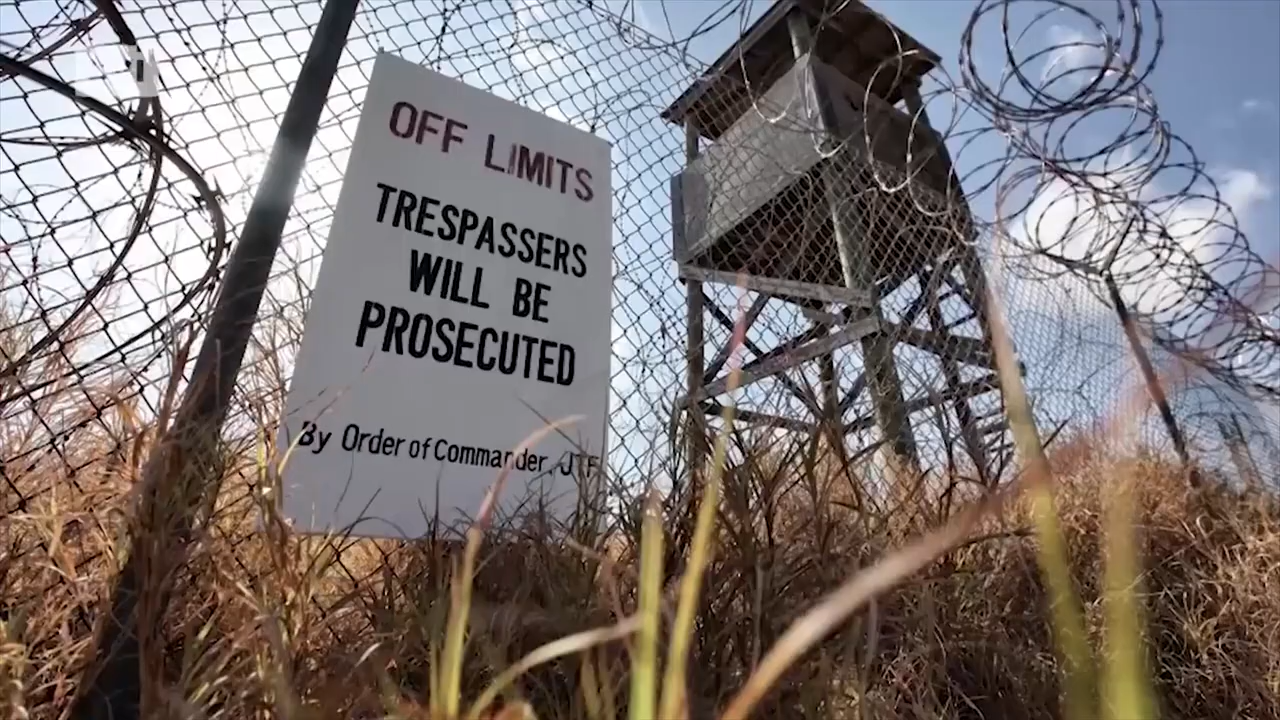 OFF LIMITS
TRESPASSERS
WILL BE
PROSECUTED
By Order of Commander, JTF